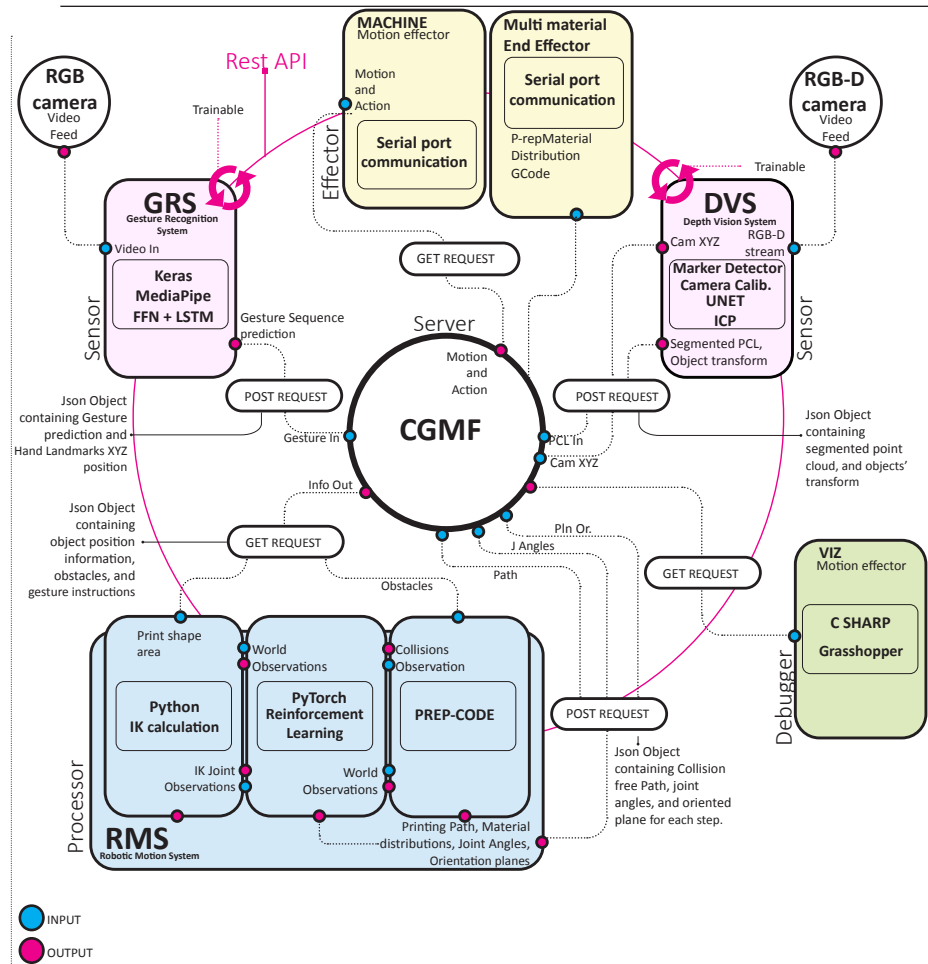 MACHINE
Motion effector
Motion
and
Action
Serial port
communication
Effector
Multi material
End Effector
Serial port
communication
P-repMaterial
Distribution
GCode
RGB
camera
Video
Feed
Rest API
Trainable
RGB-D
camera
Video
Feed
Trainable
GRS
Gesture Recognition
System
Video In
Keras
MediaPipe
FFN + LSTM
Sensor
Gesture Sequence
prediction
DVS
Depth Vision System
Cam XYZ
RGB-D
stream
Marker Detector
Camera Calib.
UNET
ICP
Segmented PCL,
Object transform
Sensor
GET REQUEST
Server
Motion
and
Action
CGMF
POST REQUEST
Gesture In
Json Object
containing Gesture
prediction and
Hand Landmarks XYZ
position
POST REQUEST
PCL In
Cam XYZ
Json Object
containing
segmented point
cloud, and objects'
transform
Info Out
Json Object
containing
object position
information,
obstacles, and
gesture instructions
GET REQUEST
Pln Or.
J Angles
Path
Obstacles
GET REQUEST
VIZ
Motion effector
C SHARP
Grasshopper
Debugger
Print shape
area
World
Observations
Collisions
Observation
Python
IK calculation
PyTorch
Reinforcement
Learning
PREP-CODE
IK Joint
Observations
World
Observations
POST REQUEST
Json Object
containing Collision
free Path, joint
angles, and oriented
plane for each step.
Processor
RMS
Robotic Motion System
Printing Path, Material
distributions, Joint Angles,
Orientation planes
INPUT
OUTPUT